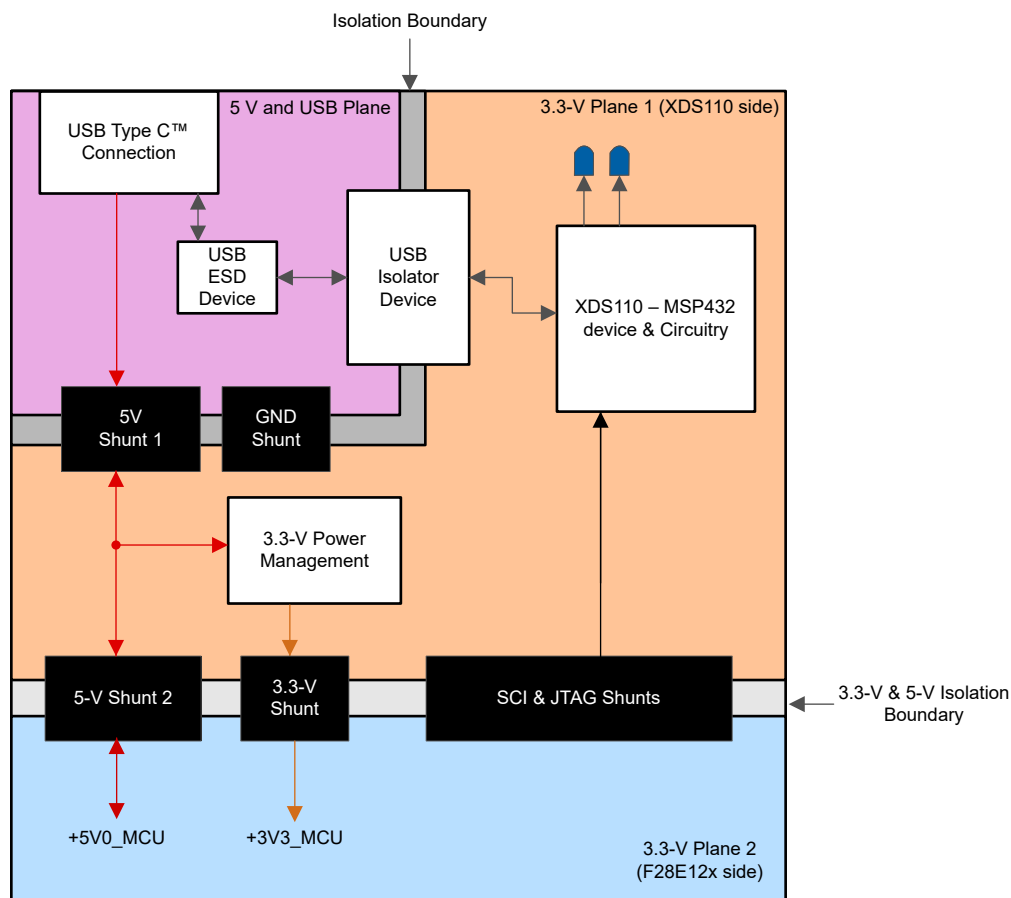 Isolation Boundary
5 V and USB Plane
3.3-V Plane 1 (XDS110 side)
USB Type C™
Connection
USB
ESD
Device
USB
Isolator
Device
XDS110 – MSP432
device & Circuitry
5V
Shunt 1
GND
Shunt
3.3-V Power
Management
5-V Shunt 2
3.3-V
Shunt
SCI & JTAG Shunts
3.3-V & 5-V Isolation
Boundary
+5V0_MCU
+3V3_MCU
3.3-V Plane 2
(F28E12x side)